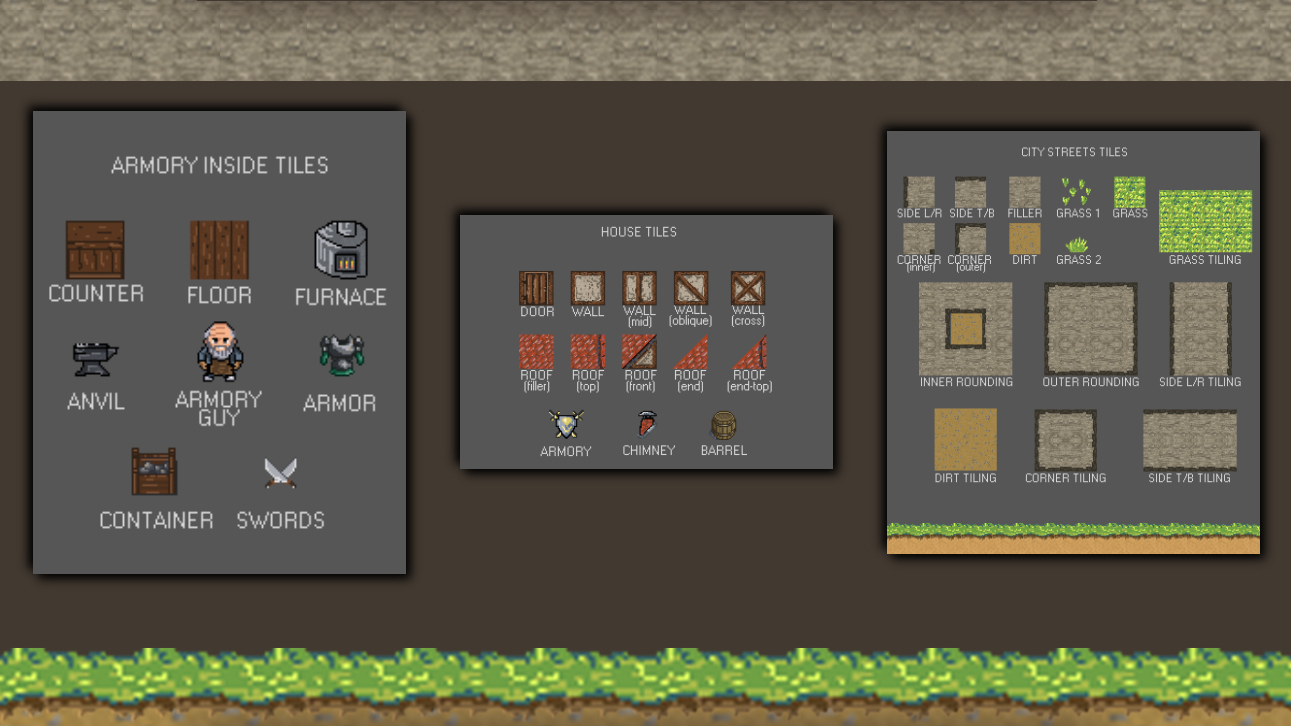 ARMORY INSIDE TILES
COUNTER
FLOOR
FURNACE
ANVIL
ARMORY
GUY
ARMOR
CONTAINER
SWORDS
HOUSE TILES
DOOR
WALL
WALL
(mid)
WALL
(oblique)
WALL
(cross)
ROOF
(filler)
ROOF
(top)
ROOF
(front)
ROOF
(end)
ROOF
(end-top)
ARMORY
CHIMNEY
BARREL
CITY STREETS TILES
SIDE L/R
SIDE T/B
FILLER
GRASS 1
GRASS
CORNER
(inner)
CORNER
(outer)
DIRT
GRASS 2
GRASS TILING
INNER ROUNDING
OUTER ROUNDING
SIDE L/R TILING
DIRT TILING
CORNER TILING
SIDE T/B TILING